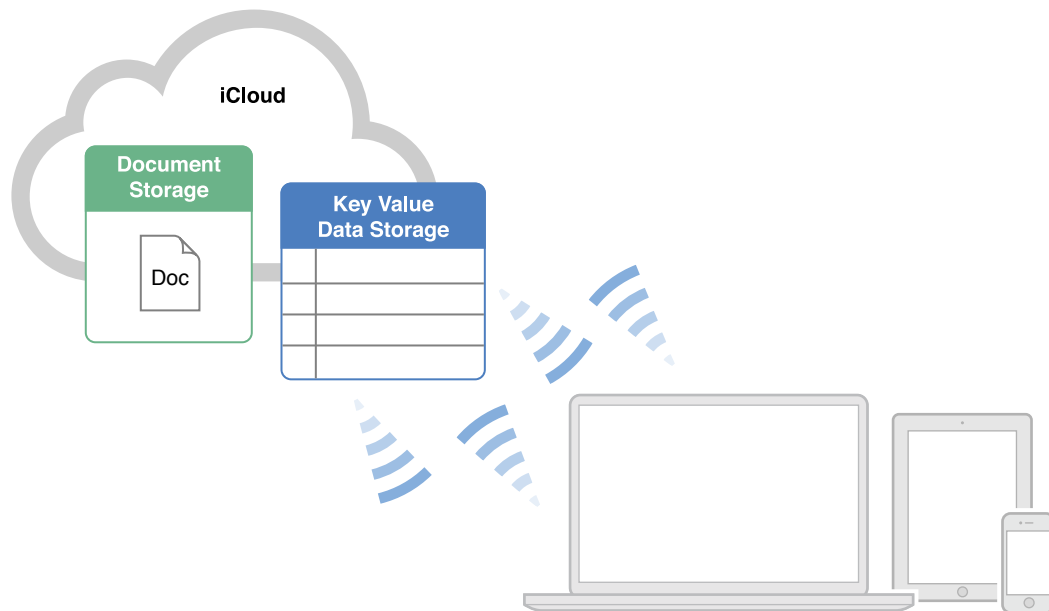 iCloud
Document
Storage
Key Value
Data Storage
Doc